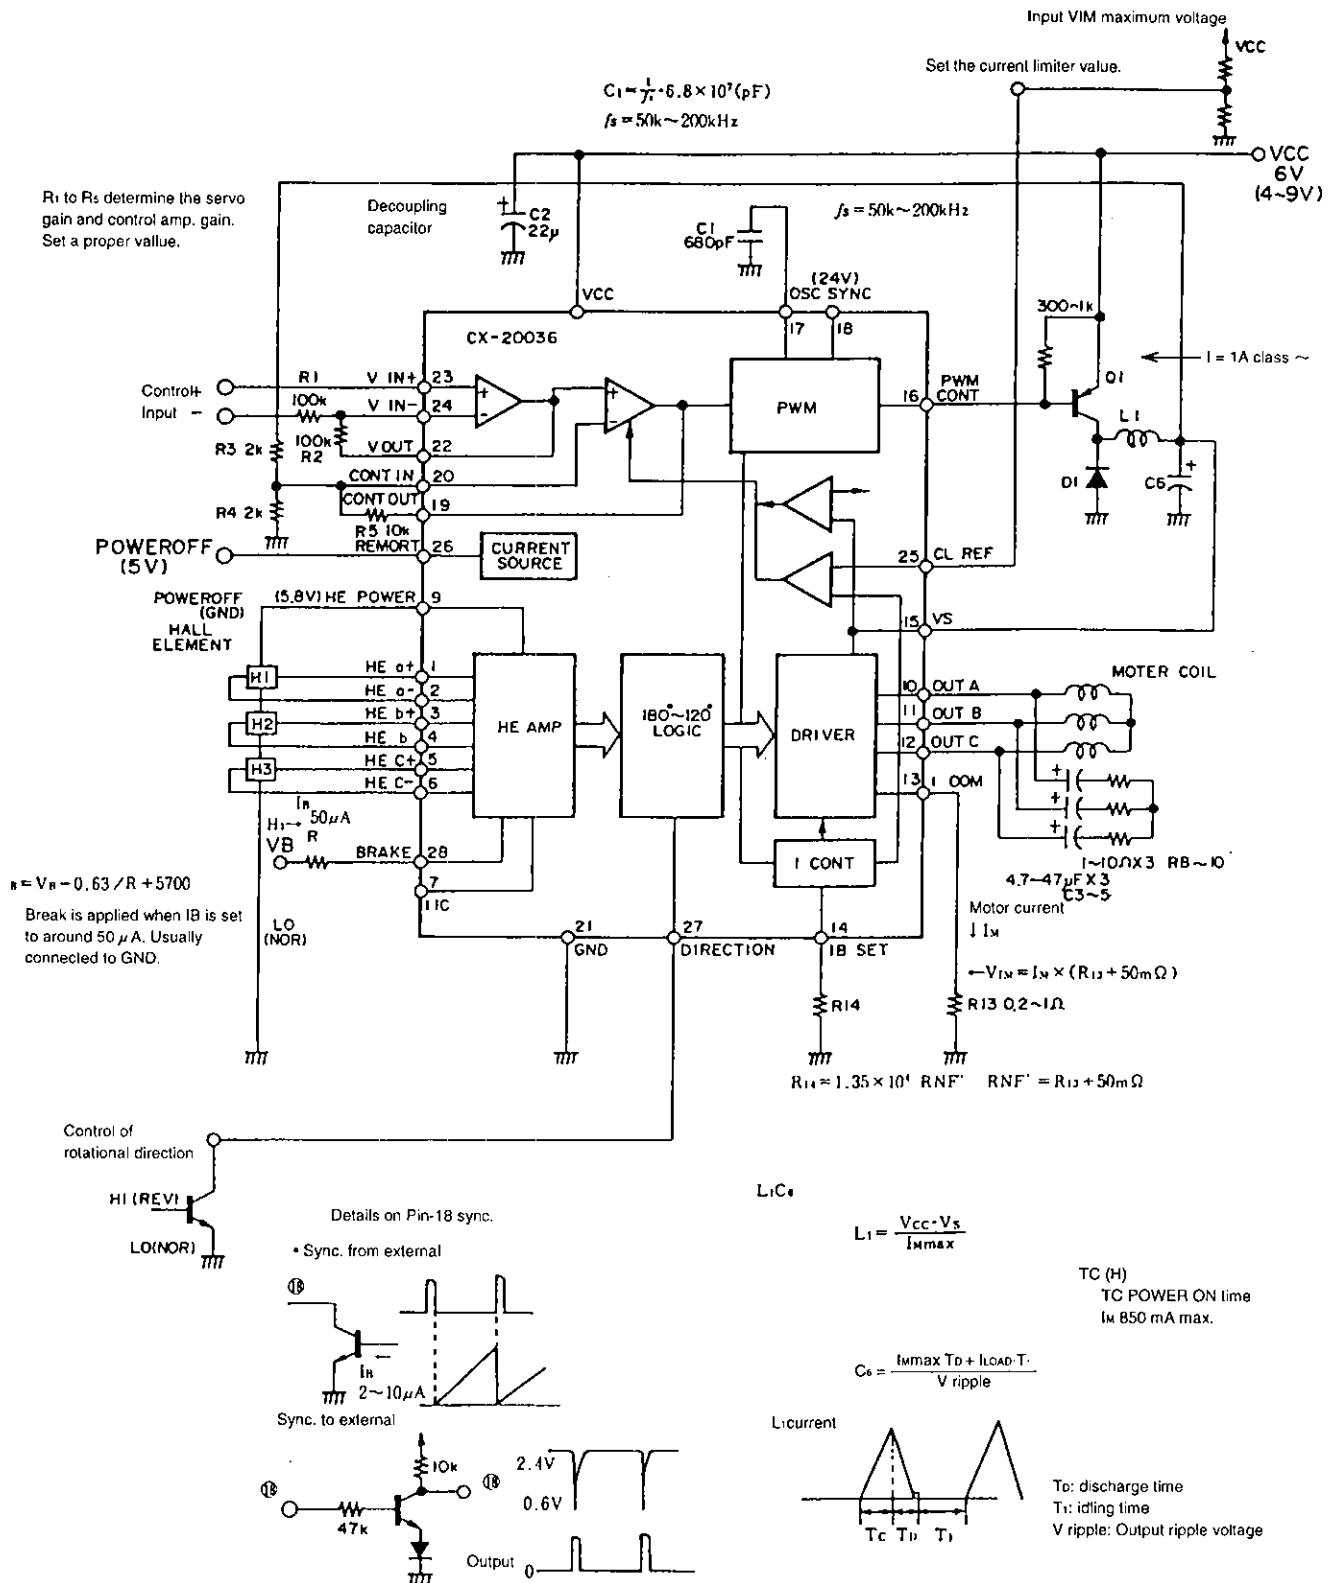 Input VIM maximum voltage
VCC
Set the current limiter value.
C1 = 1/fs · 6.8 × 10⁷ (pF)
fs = 50k~200kHz
VCC
6V
(4~9V)
R1 to R5 determine the servo
gain and control amp. gain.
Set a proper vallue.
Decoupling
capacitor
+
C2
22μ
fs = 50k~200kHz
C1
680pF
(24V)
VCC
OSC SYNC
17
18
300~1k
CX-20036
I = 1A class ~
Control+
Input -
R1
100k
V IN+
23
V IN-
24
100k
R2
V OUT
22
R3 2k
CONT IN
20
CONT OUT
19
R4 2k
R5 10k
+
-
+
-
PWM
16
PWM
CONT
Q1
L1
D1
+
C6
POWEROFF
(5V)
REMORT
26
CURRENT
SOURCE
25
CL REF
POWEROFF
(GND)
(5.8V) HE POWER
9
HALL
ELEMENT
15
VS
H1
HE a+
1
HE a-
2
H2
HE b+
3
HE b
4
H3
HE C+
5
HE C-
6
HE AMP
180°~120°
LOGIC
DRIVER
10
OUT A
11
OUT B
12
OUT C
13
I COM
MOTER COIL
+
+
+
1~10Ω×3 RB~10
4.7~47μF×3
C3~5
IB
50μA
H1→
R
VB
BRAKE
28
7
11C
I CONT
B = VB − 0.63 / R + 5700
Break is applied when IB is set
to around 50 μA. Usually
connected to GND.
LO
(NOR)
21
GND
27
DIRECTION
14
IB SET
Motor current
↓ IM
← VIM = IM × (R13 + 50mΩ)
R14
R13 0.2~1Ω
R14 = 1.35 × 10⁴ RNF' RNF' = R13 + 50mΩ
Control of
rotational direction
HI (REV)
LO(NOR)
L1C6
L1 = VCC·VS / IMmax
TC (H)
TC POWER ON time
IM 850 mA max.
Details on Pin-18 sync.
• Sync. from external
⑱
IB
2~10μA
C6 = IMmax TD + ILOAD·T· / V ripple
Sync. to external
10k
⑱
⑱
47k
2.4V
0.6V
Output
0
L1current
TC
TD
T1
TD: discharge time
T1: idling time
V ripple: Output ripple voltage